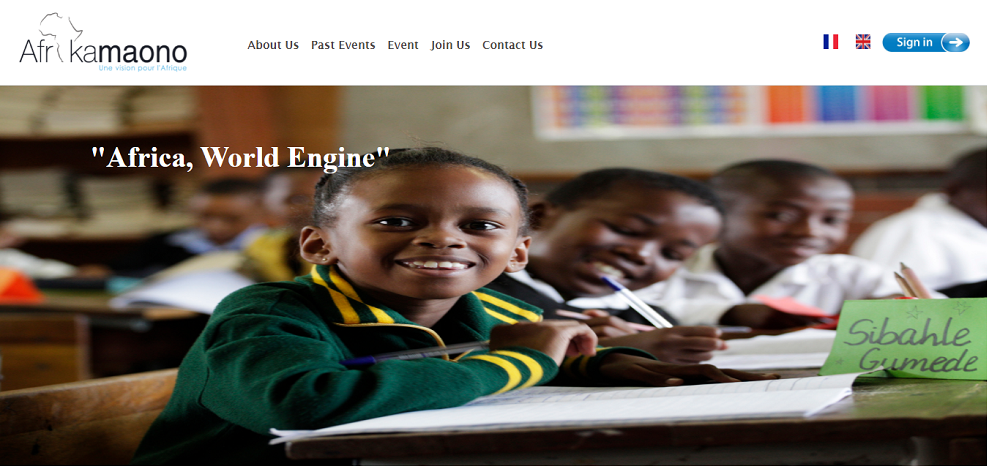 Afrikamaono
Une vision pour l'Afrique
About Us Past Events Event Join Us Contact Us
Sign in
"Africa, World Engine"
Sibahle
Gumede